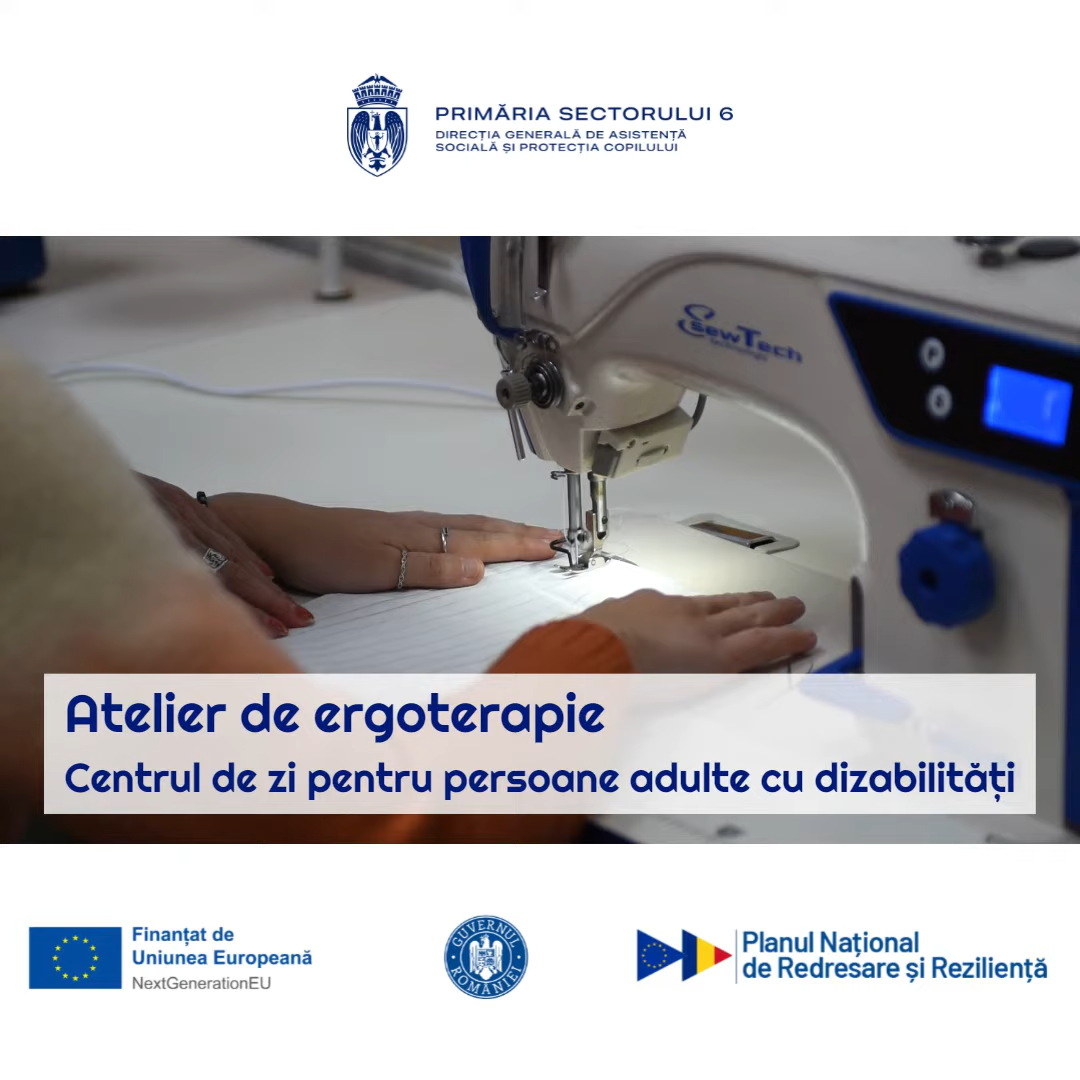 PRIMĂRIA SECTORULUI 6
DIRECȚIA GENERALĂ DE ASISTENȚĂ
SOCIALĂ ȘI PROTECȚIA COPILULUI
SewTech
P
S
Atelier de ergoterapie
Centrul de zi pentru persoane adulte cu dizabilități
Finanțat de
Uniunea Europeană
NextGenerationEU
GUVERNUL ROMÂNIEI
Planul Național
de Redresare și Reziliență